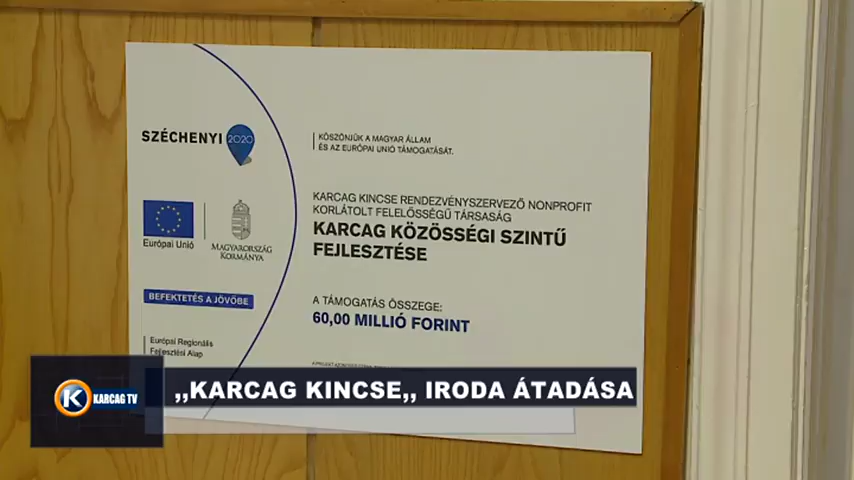 SZÉCHENYI 2020
KÖSZÖNJÜK A MAGYAR ÁLLAM
ÉS AZ EURÓPAI UNIÓ TÁMOGATÁSÁT.
Európai Unió
MAGYARORSZÁG
KORMÁNYA
BEFEKTETÉS A JÖVŐBE
Európai Regionális
Fejlesztési Alap
KARCAG KINCSE RENDEZVÉNYSZERVEZŐ NONPROFIT
KORLÁTOLT FELELŐSSÉGŰ TÁRSASÁG
KARCAG KÖZÖSSÉGI SZINTŰ
FEJLESZTÉSE
A TÁMOGATÁS ÖSSZEGE:
60,00 MILLIÓ FORINT
K KARCAG TV
,,KARCAG KINCSE,, IRODA ÁTADÁSA